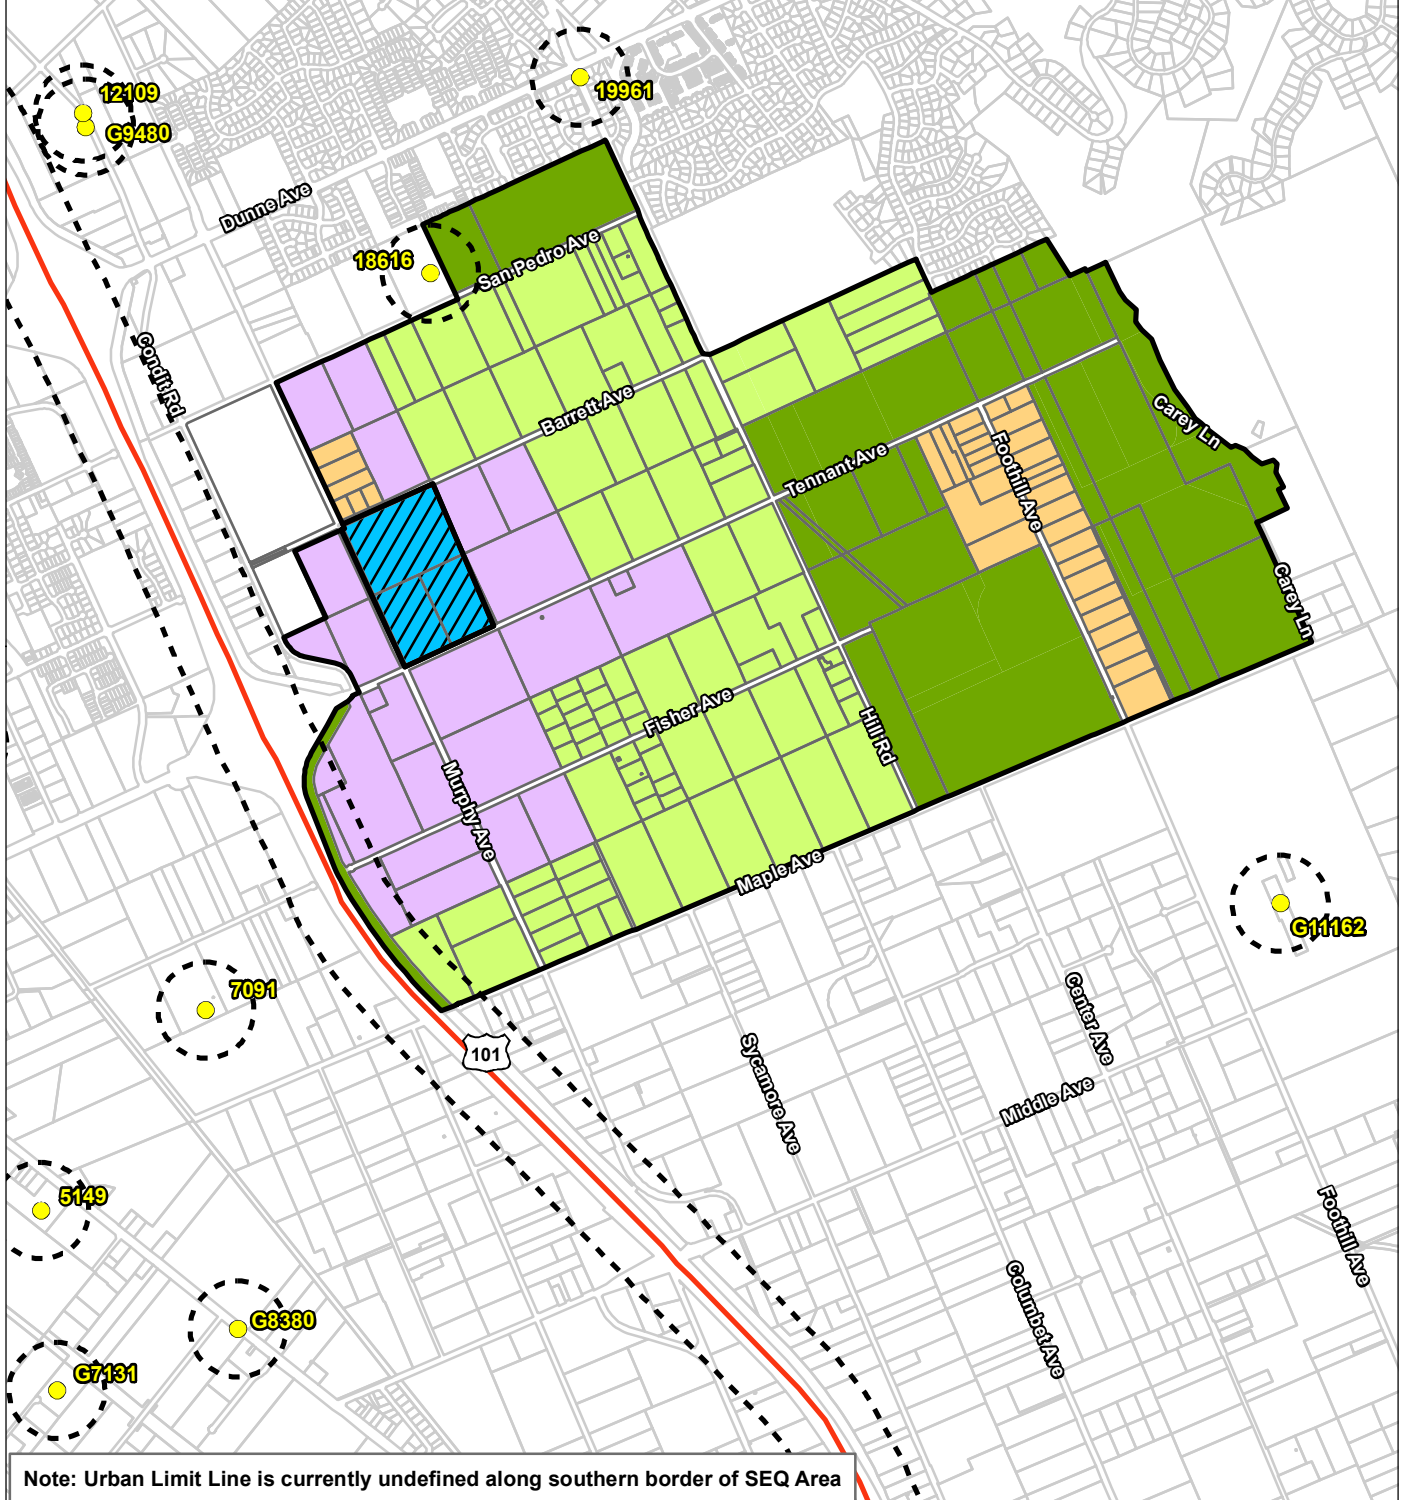 12109
G9480
19961
Dunne Ave
18616
San Pedro Ave
Condit Rd
Barrett Ave
Carey Ln
Tennant Ave
Foothill Ave
Carey Ln
Fisher Ave
Hill Rd
Murphy Ave
Maple Ave
G11162
7091
101
Center Ave
Sycamore Ave
Middle Ave
5149
Foothill Ave
G8380
Columbet Ave
G7131
Note: Urban Limit Line is currently undefined along southern border of SEQ Area